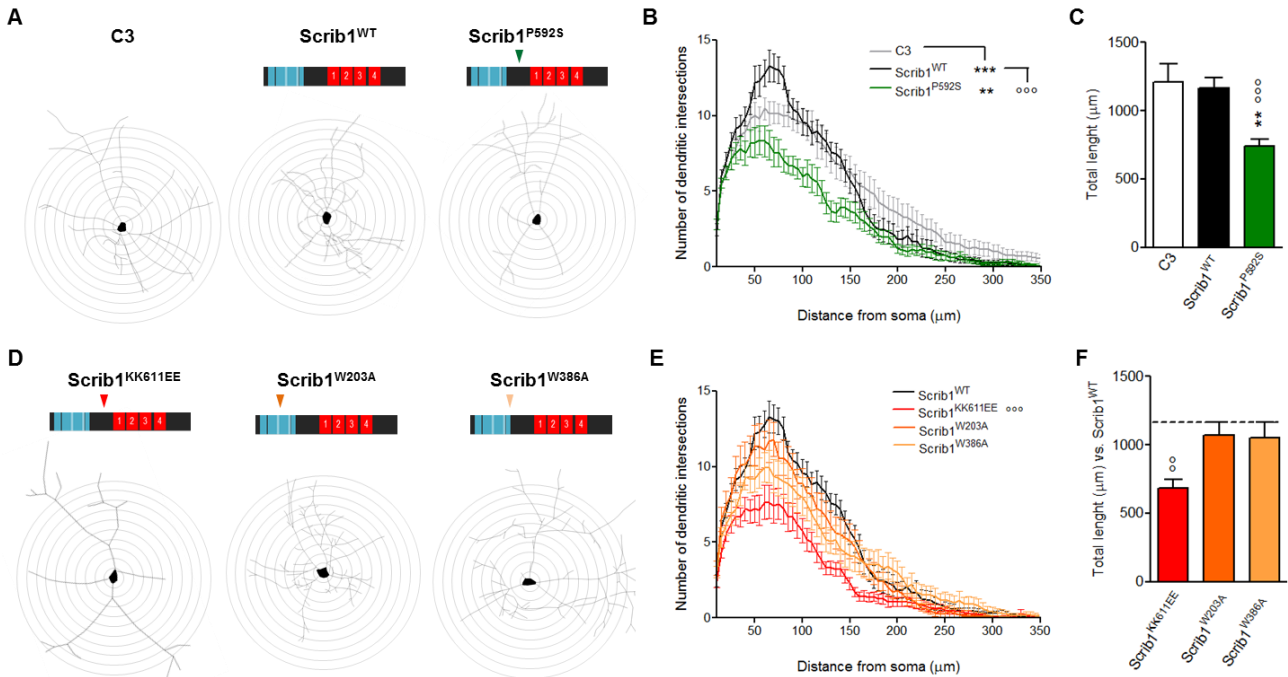 A
C3
Scrib1WT
Scrib1P592S
1 2 3 4
1 2 3 4
B
Number of dendritic intersections
15
10
5
0
50 100 150 200 250 300 350
Distance from soma (μm)
C3
Scrib1WT ***
Scrib1P592S ** °°°
C
Total lenght (μm)
1500
1000
500
0
°°°
**
C3
Scrib1WT
Scrib1P592S
D
Scrib1KK611EE
Scrib1W203A
Scrib1W386A
1 2 3 4
1 2 3 4
1 2 3 4
E
Number of dendritic intersections
15
10
5
0
50 100 150 200 250 300 350
Distance from soma (μm)
Scrib1WT
Scrib1KK611EE °°°
Scrib1W203A
Scrib1W386A
F
Total lenght (μm) vs. Scrib1WT
1500
1000
500
0
°°
Scrib1KK611EE
Scrib1W203A
Scrib1W386A